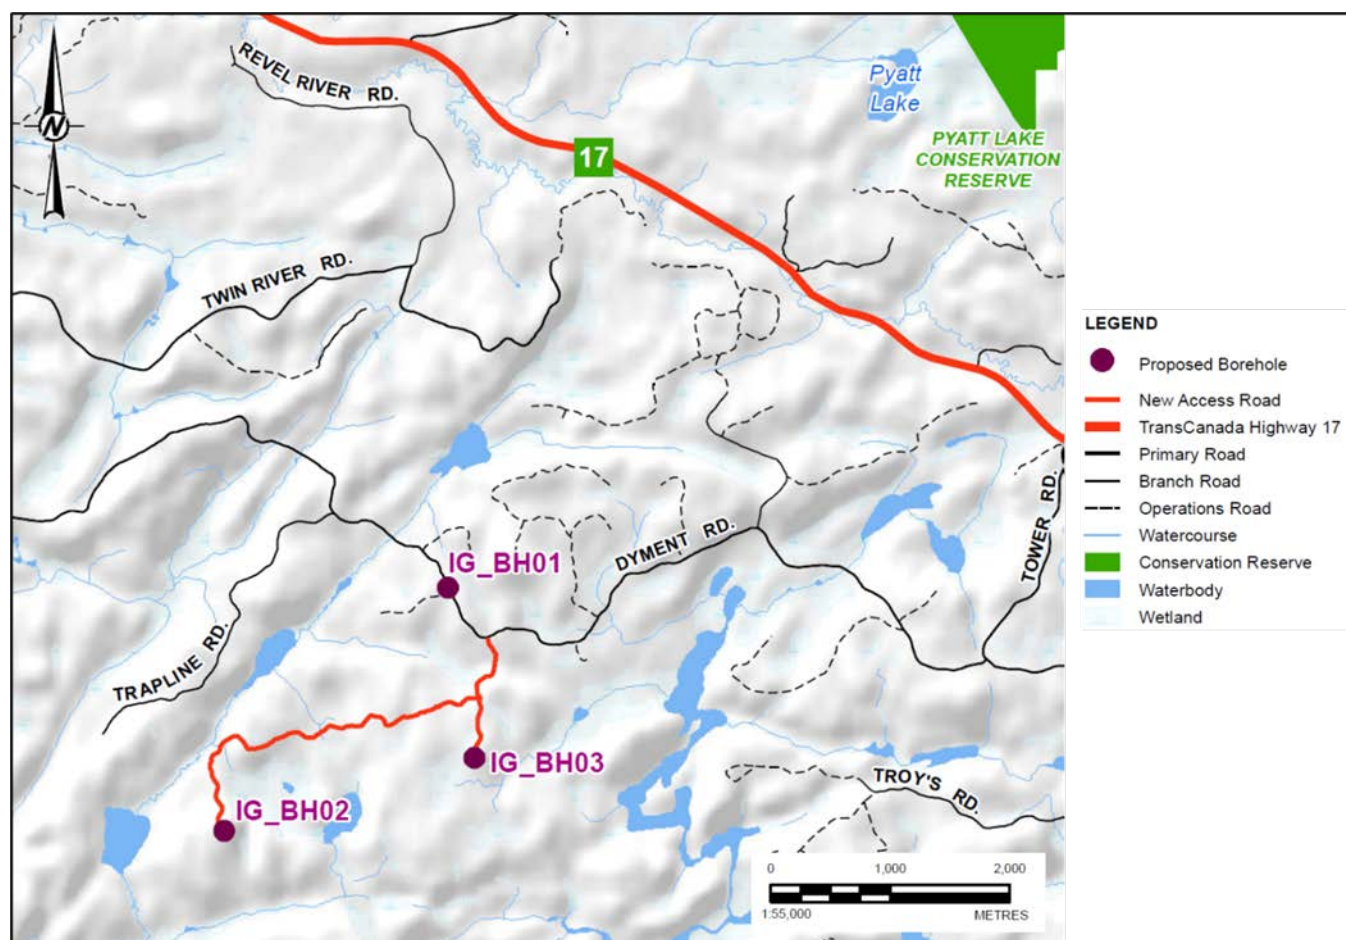 REVEL RIVER RD.
Pyatt
Lake
N
17
PYATT LAKE
CONSERVATION
RESERVE
TWIN RIVER RD.
LEGEND
Proposed Borehole
New Access Road
TransCanada Highway 17
Primary Road
Branch Road
Operations Road
Watercourse
Conservation Reserve
Waterbody
Wetland
TOWER RD.
DYMENT RD.
IG_BH01
TRAPLINE RD.
IG_BH03
TROY'S RD.
IG_BH02
0 1,000 2,000
1:55,000 METRES